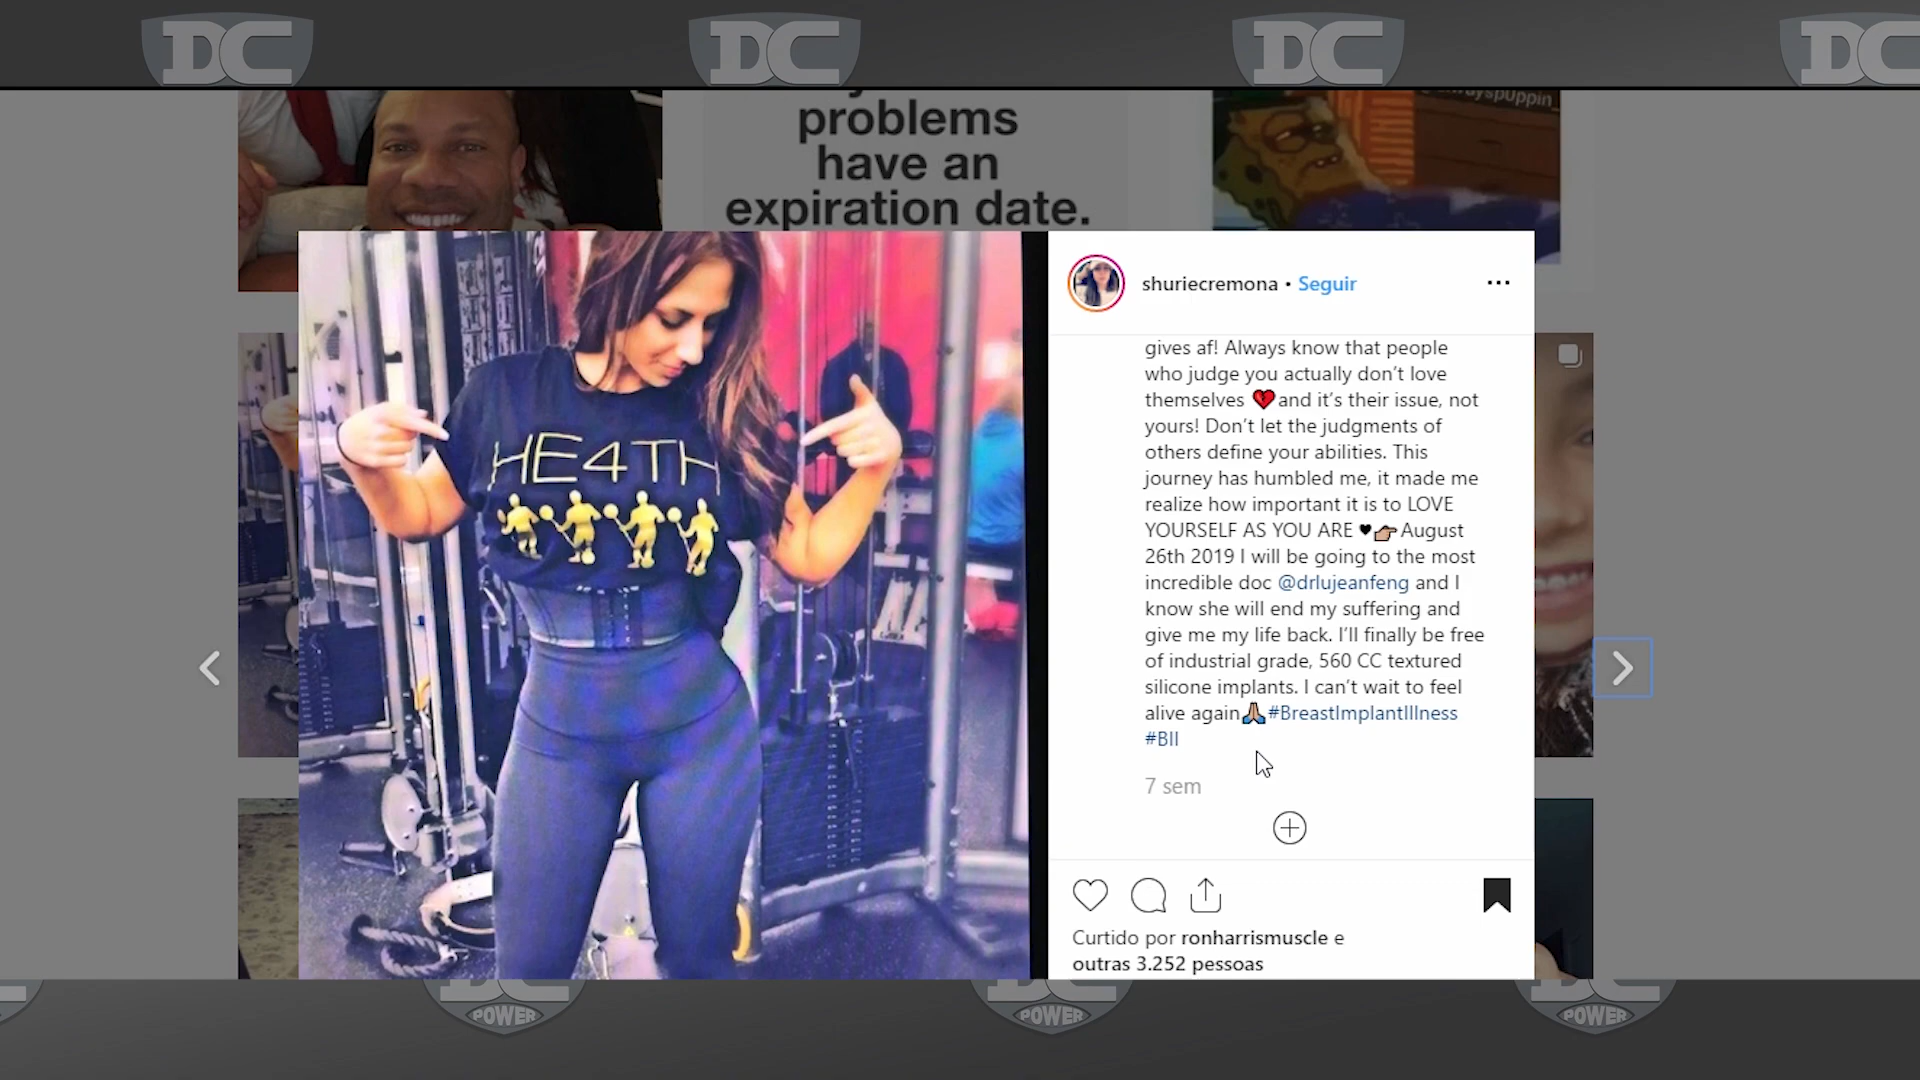 DC DC DC DC
problems
have an
expiration date.
shuriecremona • Seguir
gives af! Always know that people
who judge you actually don't love
themselves 💔and it's their issue, not
yours! Don't let the judgments of
others define your abilities. This
journey has humbled me, it made me
realize how important it is to LOVE
YOURSELF AS YOU ARE ♥👉August
26th 2019 I will be going to the most
incredible doc @drlujeanfeng and I
know she will end my suffering and
give me my life back. I'll finally be free
of industrial grade, 560 CC textured
silicone implants. I can't wait to feel
alive again🙏#BreastImplantIllness
#BII
7 sem
Curtido por ronharrismuscle e
outras 3.252 pessoas
HE4TH
POWER POWER POWER